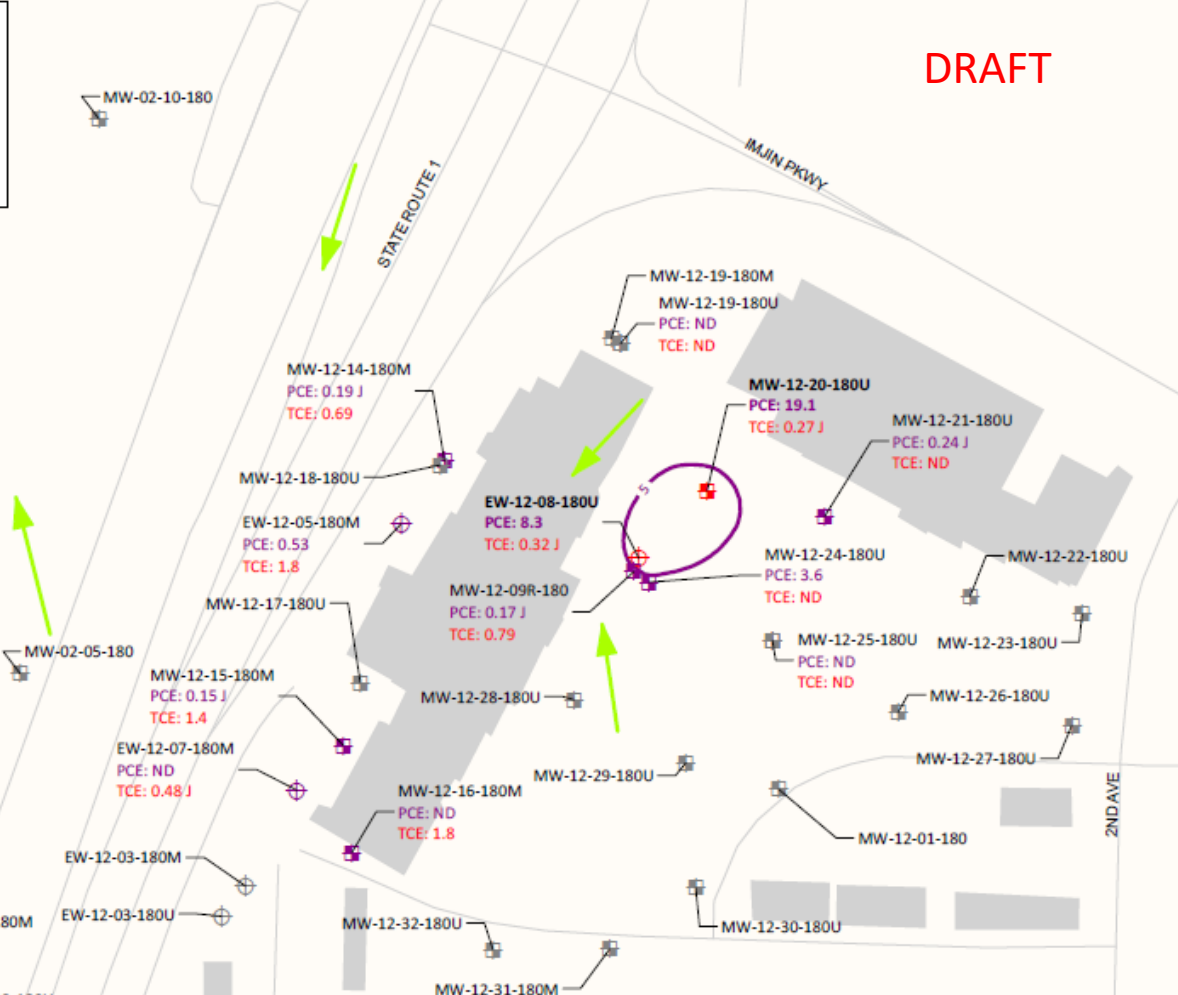 DRAFT
MW-02-10-180
IMJIN PKWY
STATE ROUTE 1
MW-12-19-180M
MW-12-19-180U
PCE: ND
TCE: ND
MW-12-14-180M
PCE: 0.19 J
TCE: 0.69
MW-12-20-180U
PCE: 19.1
TCE: 0.27 J
MW-12-21-180U
PCE: 0.24 J
TCE: ND
MW-12-18-180U
5
EW-12-08-180U
PCE: 8.3
TCE: 0.32 J
EW-12-05-180M
PCE: 0.53
TCE: 1.8
MW-12-24-180U
PCE: 3.6
TCE: ND
MW-12-22-180U
MW-12-09R-180
PCE: 0.17 J
TCE: 0.79
MW-12-17-180U
MW-12-25-180U
PCE: ND
TCE: ND
MW-12-23-180U
MW-02-05-180
MW-12-15-180M
PCE: 0.15 J
TCE: 1.4
MW-12-28-180U
MW-12-26-180U
EW-12-07-180M
PCE: ND
TCE: 0.48 J
MW-12-27-180U
MW-12-29-180U
MW-12-16-180M
PCE: ND
TCE: 1.8
2ND AVE
MW-12-01-180
EW-12-03-180M
EW-12-03-180U
80M
MW-12-32-180U
MW-12-30-180U
MW-12-31-180M